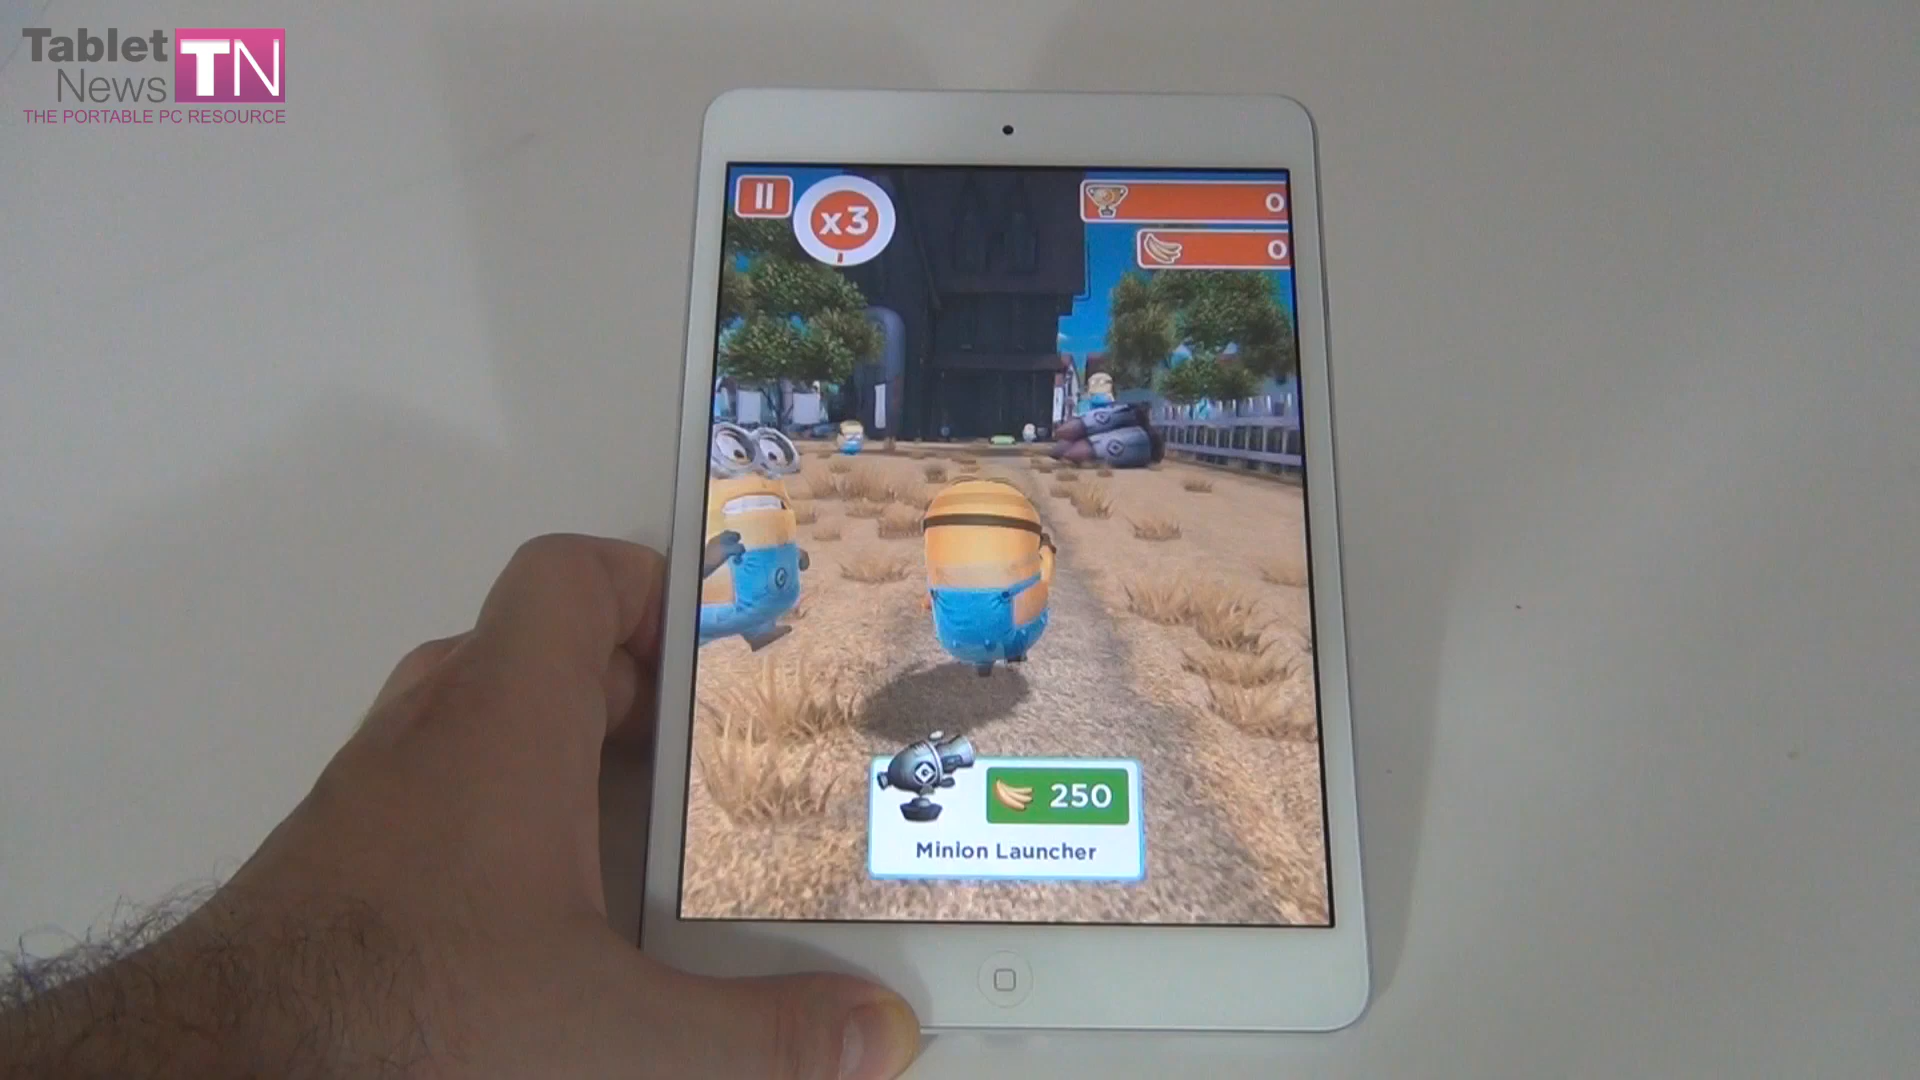 Tablet
News TN
THE PORTABLE PC RESOURCE
x3
0
0
250
Minion Launcher